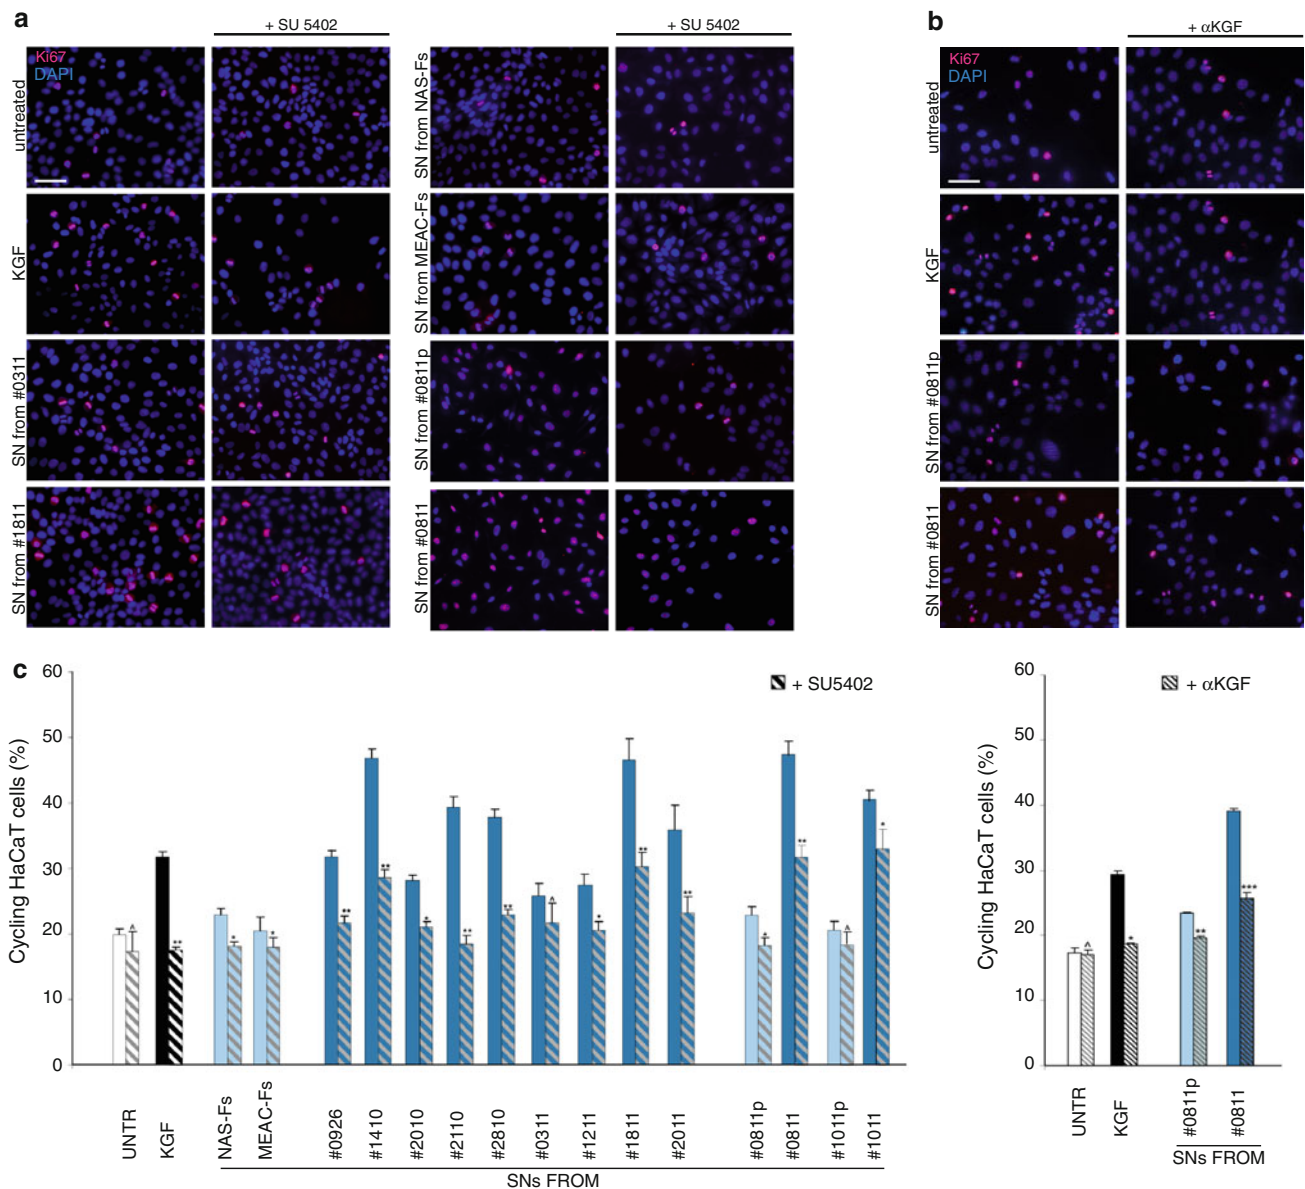 a
+ SU 5402
+ SU 5402
Ki67
DAPI
untreated
KGF
SN from #0311
SN from #1811
SN from NAS-Fs
SN from MEAC-Fs
SN from #0811p
SN from #0811
b
+ αKGF
Ki67
DAPI
untreated
KGF
SN from #0811p
SN from #0811
c
Cycling HaCaT cells (%)
60
50
40
30
20
10
0
+ SU5402
^
**
*
*
**
**
*
**
**
^
*
**
**
*
**
^
*
UNTR
KGF
NAS-Fs
MEAC-Fs
#0926
#1410
#2010
#2110
#2810
#0311
#1211
#1811
#2011
#0811p
#0811
#1011p
#1011
SNs FROM
Cycling HaCaT cells (%)
60
50
40
30
20
10
0
+ αKGF
^
*
**
***
UNTR
KGF
#0811p
#0811
SNs FROM